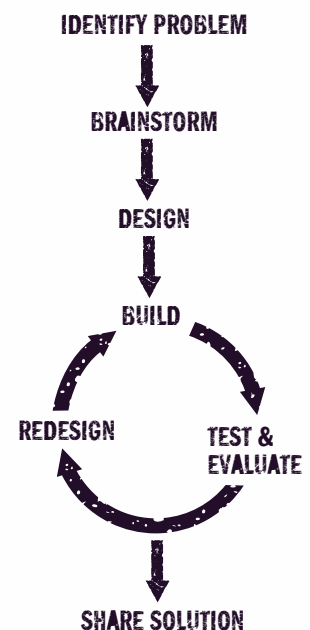 IDENTIFY PROBLEM
BRAINSTORM
DESIGN
BUILD
REDESIGN
TEST &
EVALUATE
SHARE SOLUTION